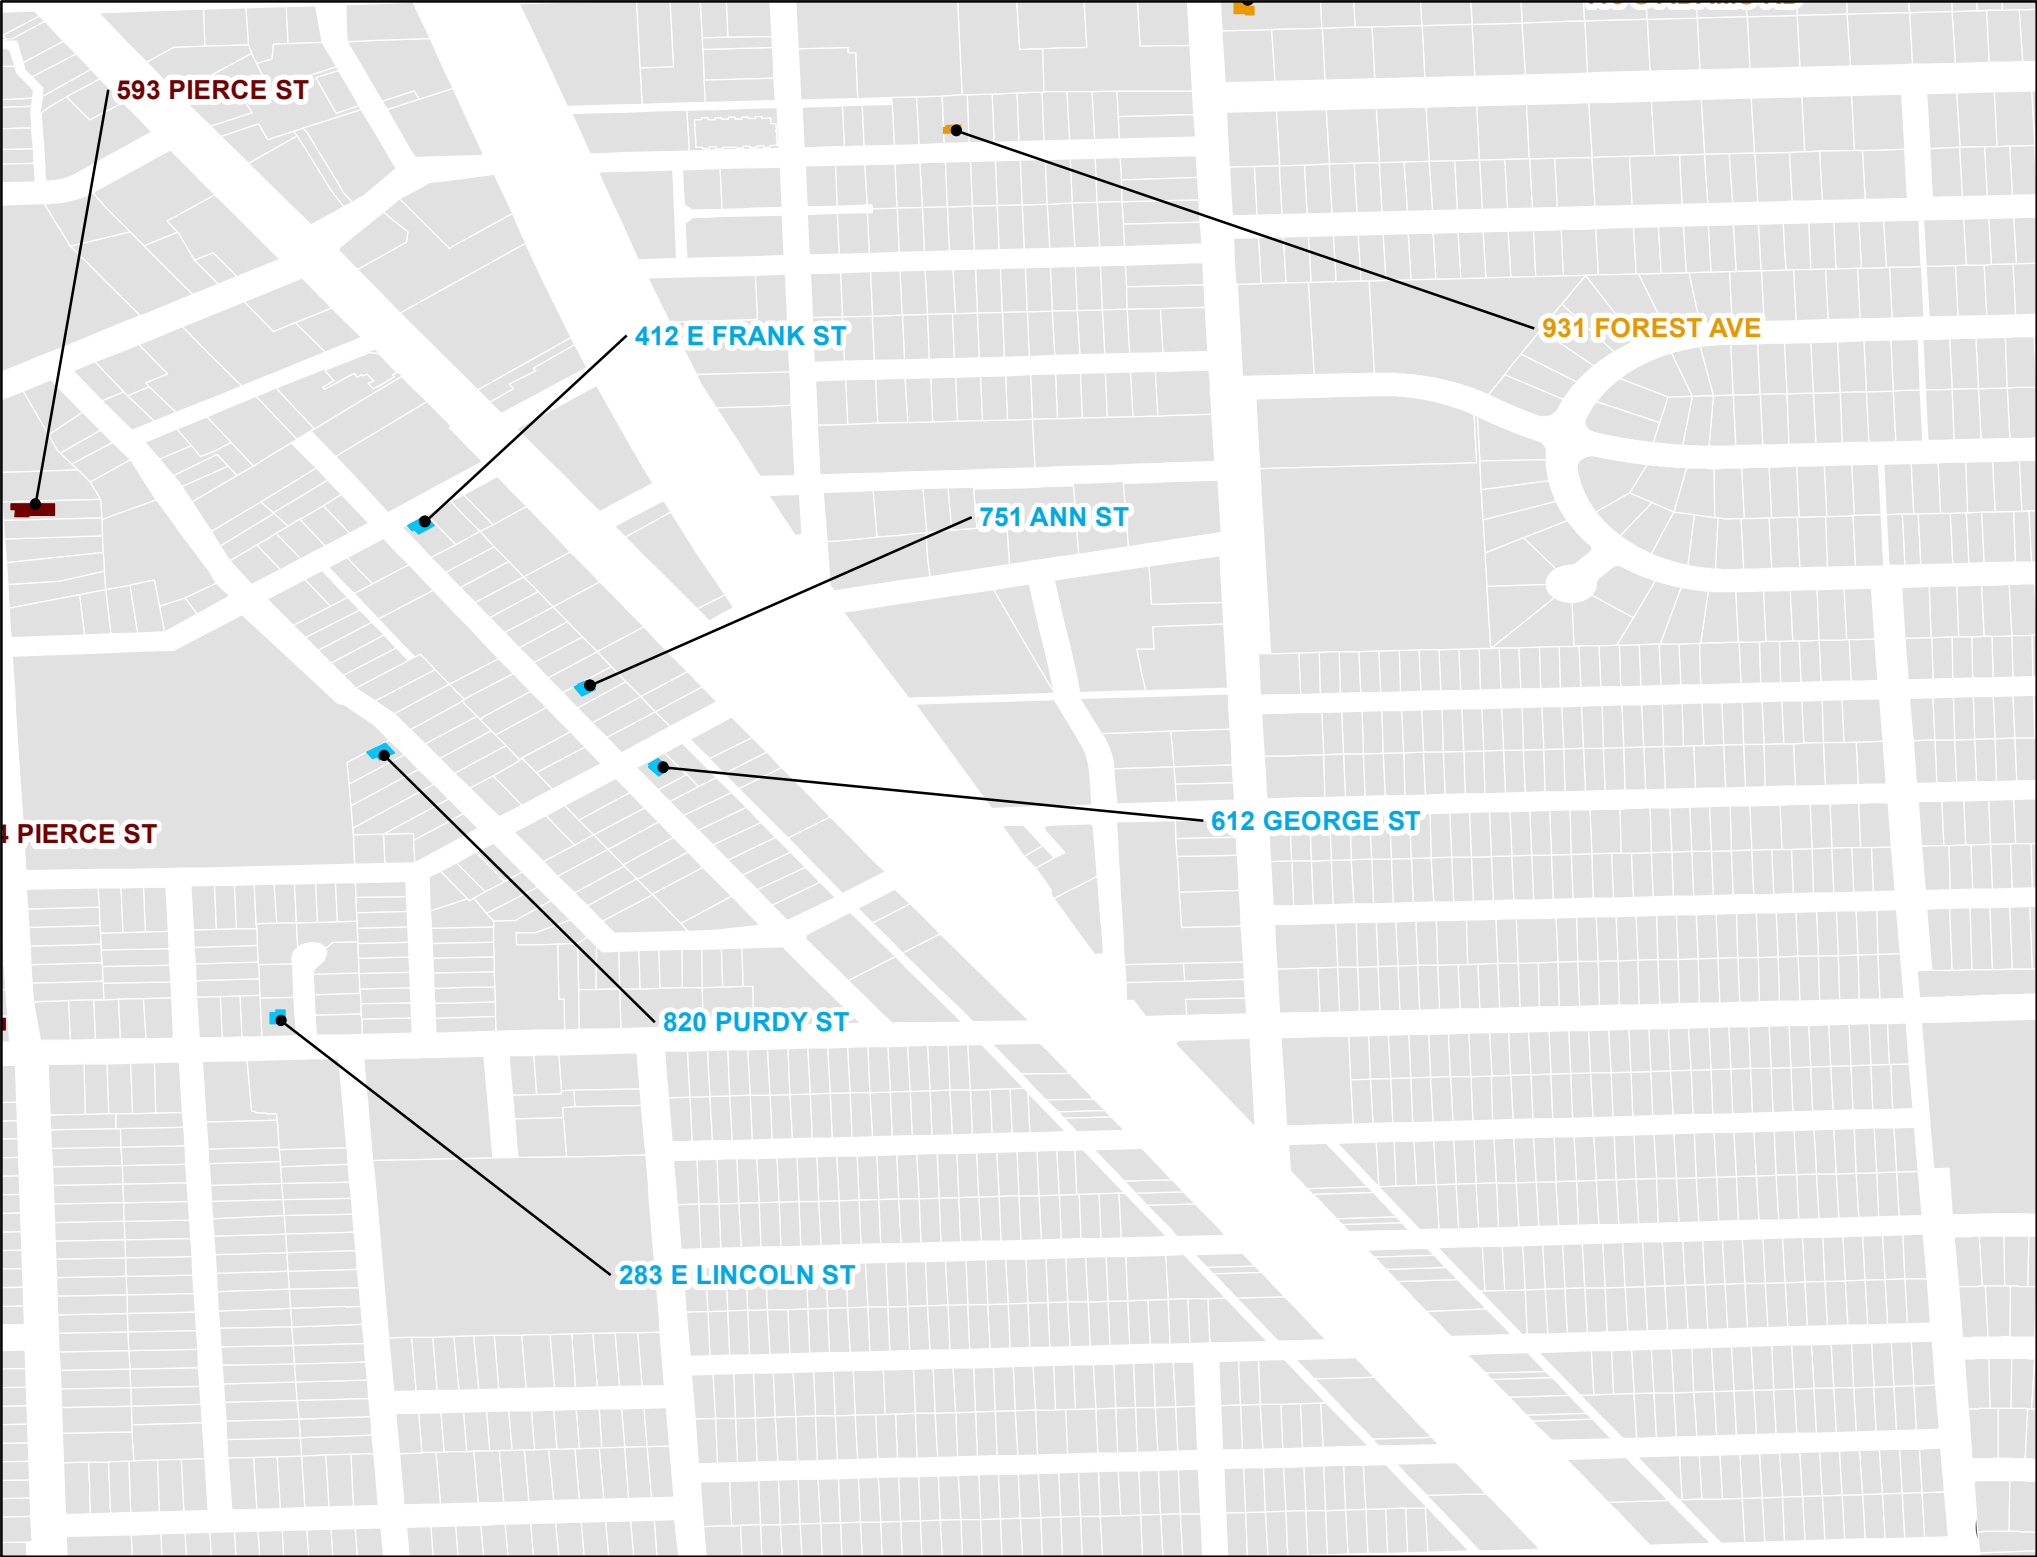 593 PIERCE ST
412 E FRANK ST
931 FOREST AVE
751 ANN ST
612 GEORGE ST
PIERCE ST
820 PURDY ST
283 E LINCOLN ST